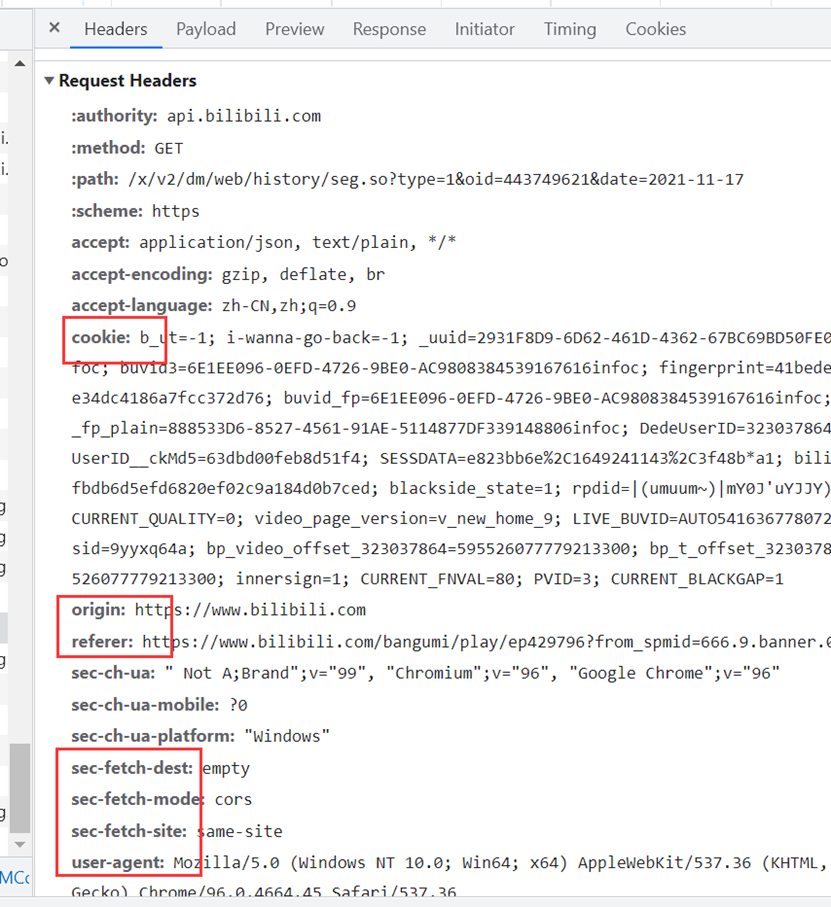 Headers Payload Preview Response Initiator Timing Cookies
Request Headers
:authority: api.bilibili.com
:method: GET
:path: /x/v2/dm/web/history/seg.so?type=1&oid=443749621&date=2021-11-17
:scheme: https
accept: application/json, text/plain, */*
accept-encoding: gzip, deflate, br
accept-language: zh-CN,zh;q=0.9
cookie: b_ut=-1; i-wanna-go-back=-1; _uuid=2931F8D9-6D62-461D-4362-67BC69BD50FE0
foc; buvid3=6E1EE096-0EFD-4726-9BE0-AC9808384539167616infoc; fingerprint=41bede
e34dc4186a7fcc372d76; buvid_fp=6E1EE096-0EFD-4726-9BE0-AC9808384539167616infoc;
_fp_plain=888533D6-8527-4561-91AE-5114877DF339148806infoc; DedeUserID=323037864
UserID__ckMd5=63dbd00feb8d51f4; SESSDATA=e823bb6e%2C1649241143%2C3f48b*a1; bili
fbdb6d5efd6820ef02c9a184d0b7ced; blackside_state=1; rpdid=|(umuum~)|mY0J'uYJJY)
CURRENT_QUALITY=0; video_page_version=v_new_home_9; LIVE_BUVID=AUTO541636778072
sid=9yyxq64a; bp_video_offset_323037864=595526077779213300; bp_t_offset_3230378
526077779213300; innersign=1; CURRENT_FNVAL=80; PVID=3; CURRENT_BLACKGAP=1
origin: https://www.bilibili.com
referer: https://www.bilibili.com/bangumi/play/ep429796?from_spmid=666.9.banner.0
sec-ch-ua: " Not A;Brand";v="99", "Chromium";v="96", "Google Chrome";v="96"
sec-ch-ua-mobile: ?0
sec-ch-ua-platform: "Windows"
sec-fetch-dest: empty
sec-fetch-mode: cors
sec-fetch-site: same-site
user-agent: Mozilla/5.0 (Windows NT 10.0; Win64; x64) AppleWebKit/537.36 (KHTML,
Gecko) Chrome/96.0.4664.45 Safari/537.36